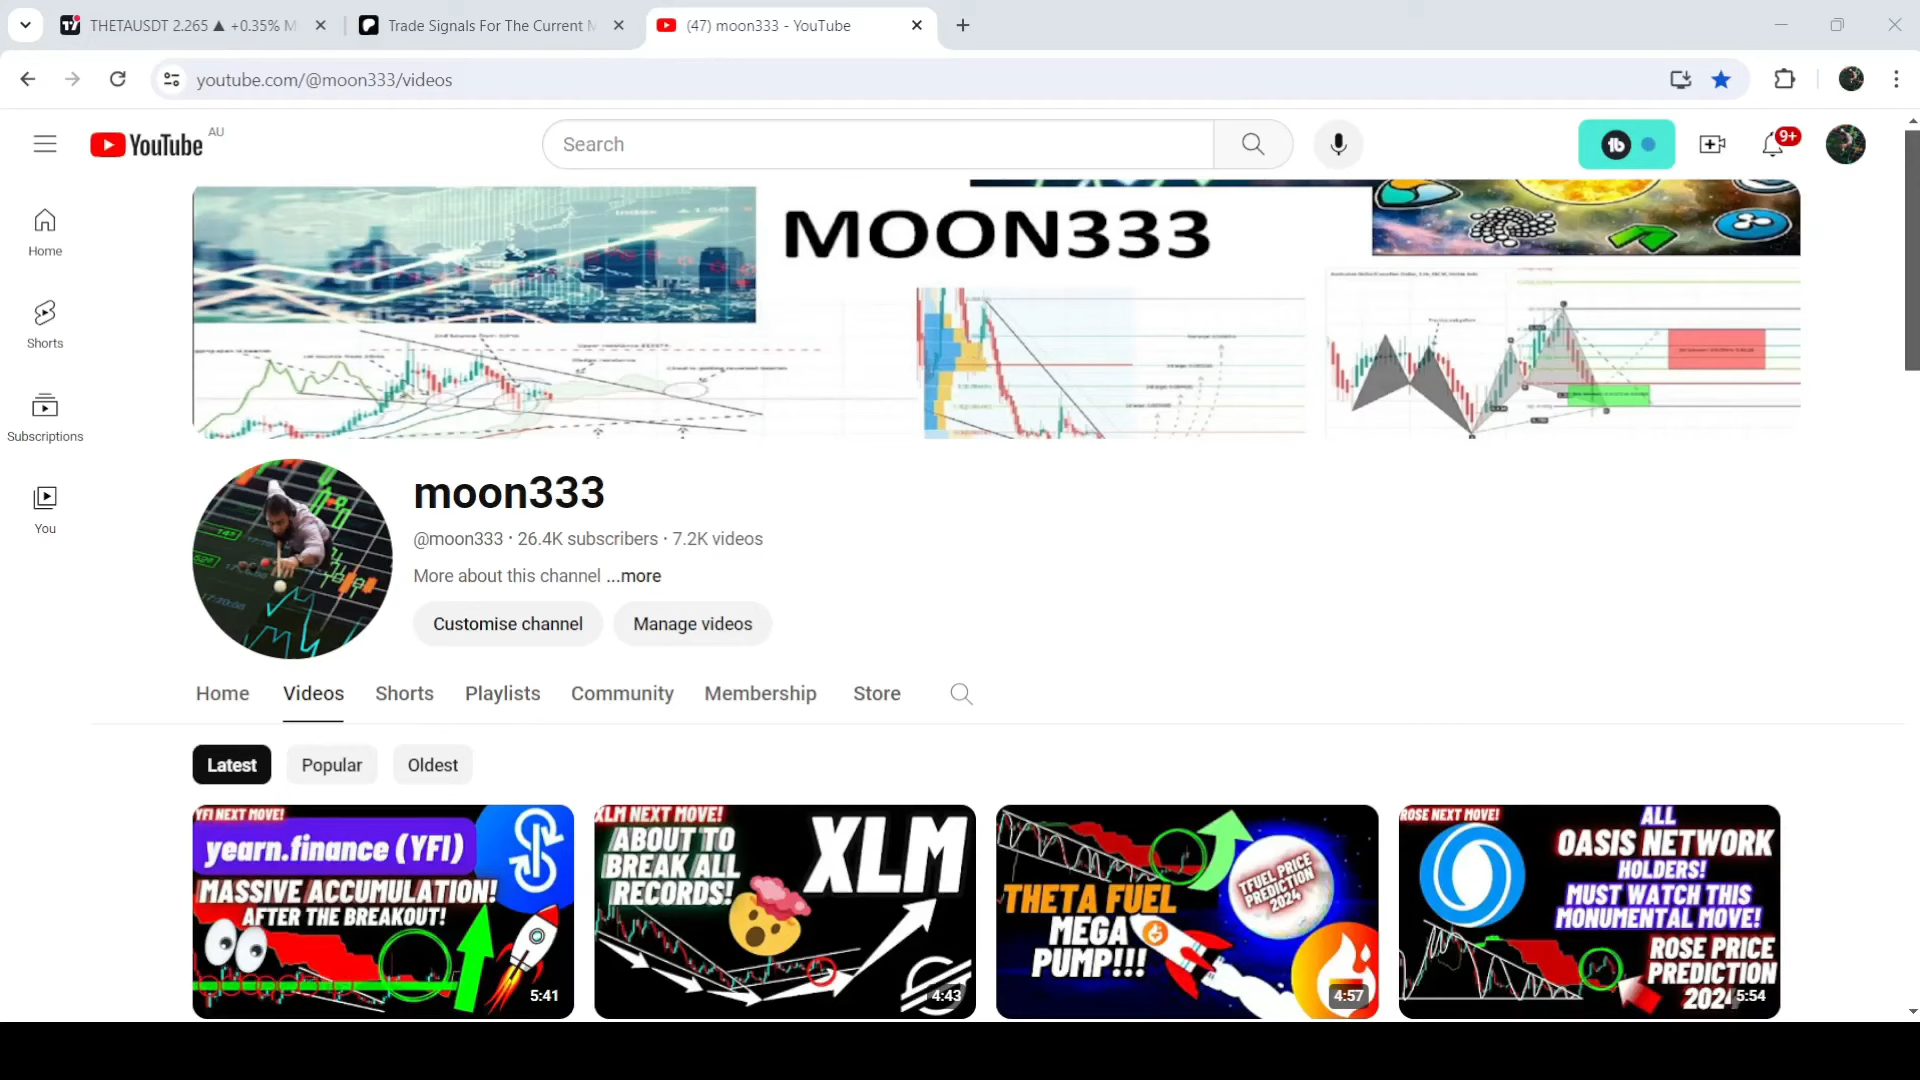 THETAUSDT 2.265 ▲ +0.35% M
Trade Signals For The Current M
(47) moon333 - YouTube
youtube.com/@moon333/videos
YouTube AU
Search
9+
Home
Shorts
Subscriptions
You
MOON333
moon333
@moon333 · 26.4K subscribers · 7.2K videos
More about this channel ...more
Customise channel
Manage videos
Home
Videos
Shorts
Playlists
Community
Membership
Store
Latest
Popular
Oldest
YFI NEXT MOVE!
yearn.finance (YFI)
MASSIVE ACCUMULATION!
AFTER THE BREAKOUT!
5:41
XLM NEXT MOVE!
ABOUT TO
BREAK ALL
RECORDS!
XLM
4:43
THETA FUEL
MEGA
PUMP!!!
TFUEL PRICE
PREDICTION
2024
4:57
ROSE NEXT MOVE!
ALL
OASIS NETWORK
HOLDERS!
MUST WATCH THIS
MONUMENTAL MOVE!
ROSE PRICE
PREDICTION
2024
5:54